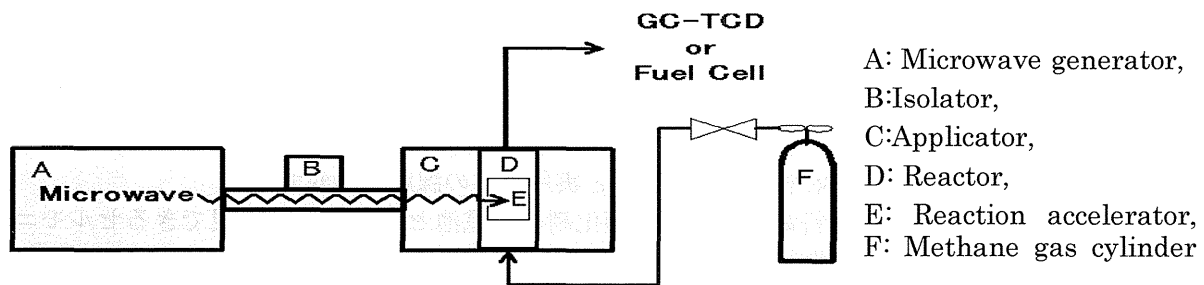 GC-TCD
or
Fuel Cell
A
Microwave
B
C
D
E
F
A: Microwave generator,
B:Isolator,
C:Applicator,
D: Reactor,
E: Reaction accelerator,
F: Methane gas cylinder